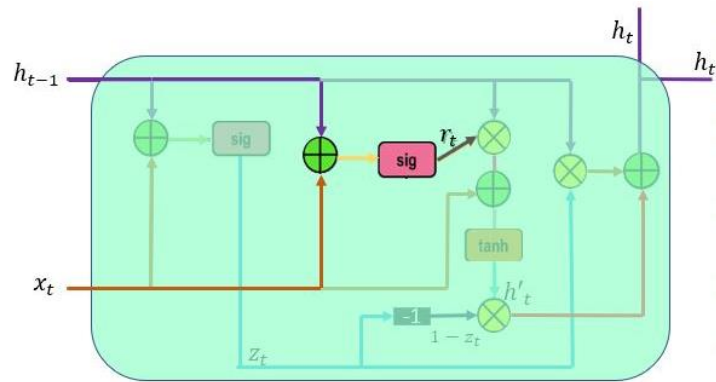 h_t
h_{t-1}
h_t
sig
sig
r_t
x_t
tanh
h'_t
-1
1 - z_t
z_t